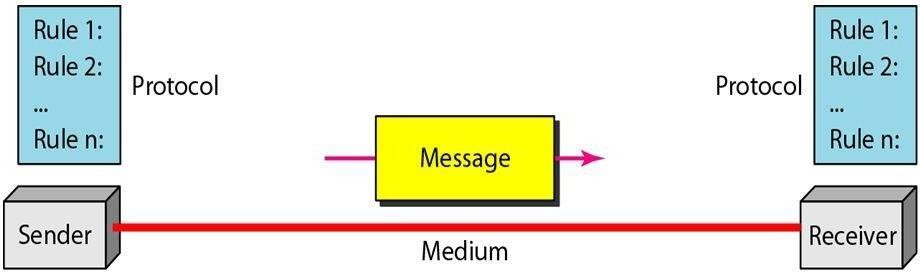 Rule 1:
Rule 2:
...
Rule n:
Protocol
Protocol
Rule 1:
Rule 2:
...
Rule n:
Message
Sender
Medium
Receiver